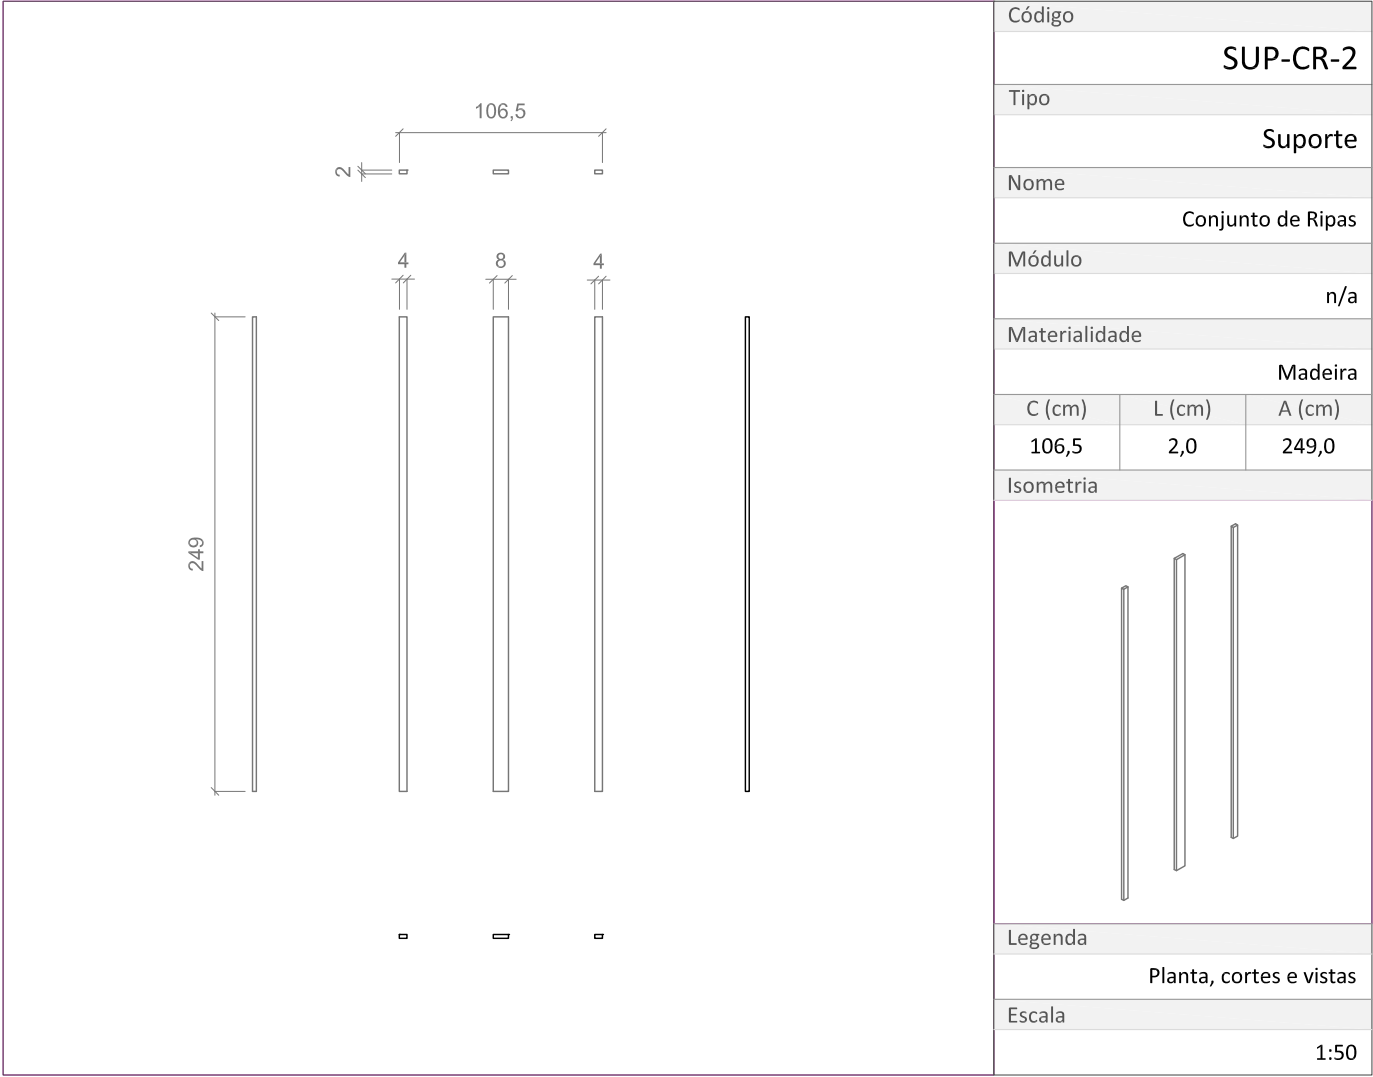 106,5
2
4 8 4
249
Código
SUP-CR-2
Tipo
Suporte
Nome
Conjunto de Ripas
Módulo
n/a
Materialidade
Madeira
C (cm) L (cm) A (cm)
106,5 2,0 249,0
Isometria
Legenda
Planta, cortes e vistas
Escala
1:50